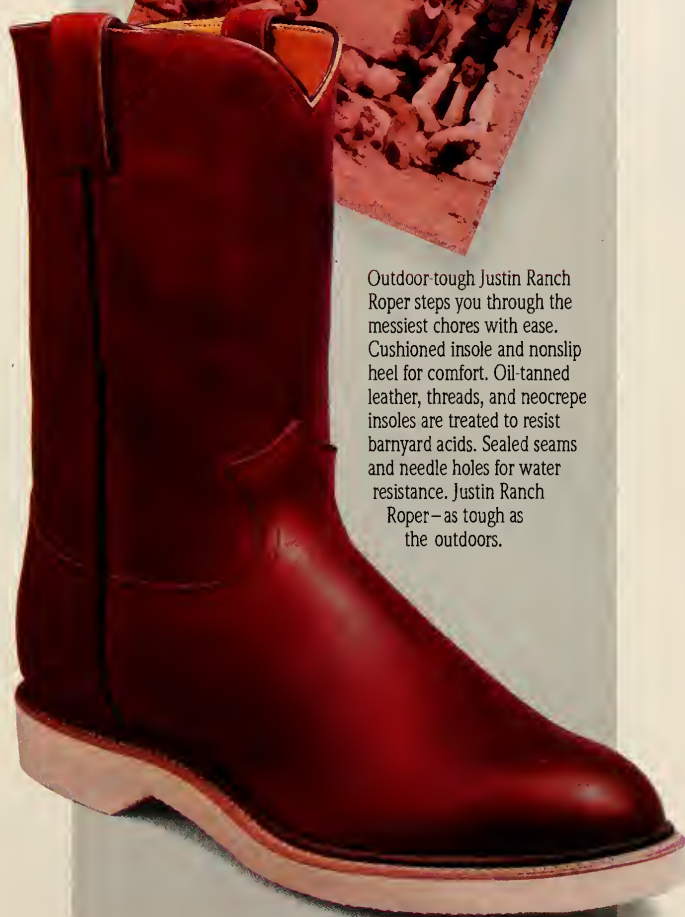 Outdoor-tough Justin Ranch
Roper steps you through the
messiest chores with ease.
Cushioned insole and nonslip
heel for comfort. Oil-tanned
leather, threads, and neocrepe
insoles are treated to resist
barnyard acids. Sealed seams
and needle holes for water
resistance. Justin Ranch
Roper–as tough as
the outdoors.